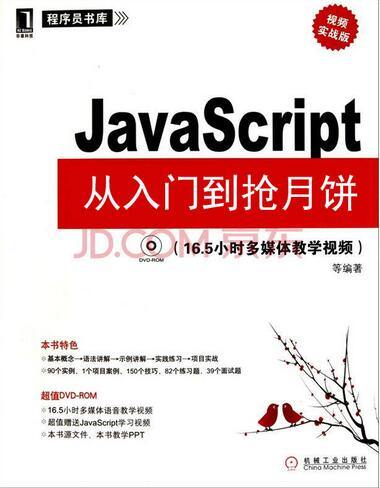 程序员书库
华章科技
视频
实战版
JavaScript
从入门到抢月饼
JD.COM 京东
DVD-ROM
(16.5小时多媒体教学视频)
等编著
本书特色
• 基本概念→语法讲解→示例讲解→实践练习→项目实战
• 90个实例、1个项目案例、150个技巧、82个练习题、39个面试题
超值DVD-ROM
• 16.5小时多媒体语音教学视频
• 超值赠送JavaScript学习视频
• 本书源文件、本书教学PPT
机械工业出版社
China Machine Press